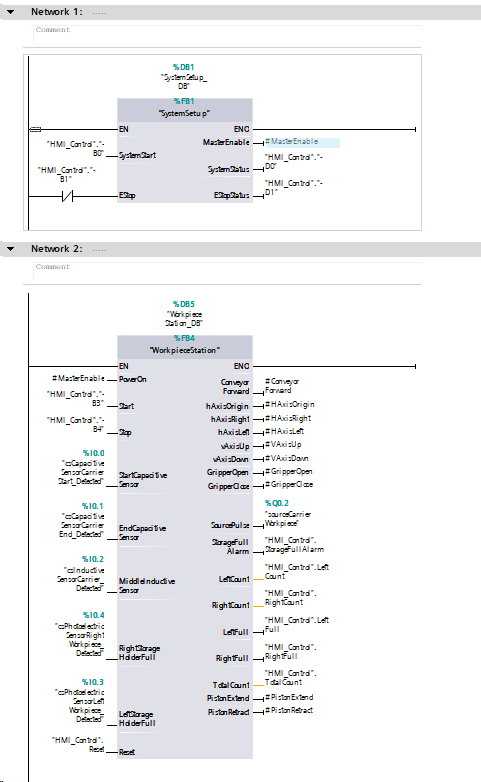 Network 1: .....
Comment
%DB1
"SystemSetup_
DB"
%FB1
"SystemSetup"
EN
ENO
"HMI_Control"."-
B0"
SystemStart
MasterEnable
#MasterEnable
"HMI_Control"."-
B1"
SystemStatus
"HMI_Control"."-
D0"
EStop
EStopStatus
"HMI_Control"."-
D1"
Network 2: .....
Comment
%DB5
"Workpiece
Station_DB"
%FB4
"WorkpieceStation"
EN
ENO
#MasterEnable
PowerOn
"HMI_Control"."-
B3"
Start
"HMI_Control"."-
B4"
Stop
%I0.0
"csCapacitive
SensorCarrier
Start_Detected"
StartCapacitive
Sensor
%I0.1
"csCapacitive
SensorCarrier
End_Detected"
EndCapacitive
Sensor
%I0.2
"csInductive
SensorCarrier_
Detected"
MiddleInductive
Sensor
%I0.4
"csPhotoelectric
SensorRight
Workpiece_
Detected"
RightStorage
HolderFull
%I0.3
"csPhotoelectric
SensorLeft
Workpiece_
Detected"
LeftStorage
HolderFull
"HMI_Control".
Reset
Reset
Conveyor
Forward
#Conveyor
Forward
hAxisOrigin
#HAxisOrigin
hAxisRight
#HAxisRight
hAxisLeft
#HAxisLeft
vAxisUp
#VAxisUp
vAxisDown
#VAxisDown
GripperOpen
#GripperOpen
GripperClose
#GripperClose
%Q0.2
"sourceCarrier
Workpiece"
SourcePulse
StorageFull
Alarm
"HMI_Control".
StorageFullAlarm
LeftCount
"HMI_Control".Left
Count
RightCount
"HMI_Control".
RightCount
LeftFull
"HMI_Control".Left
Full
RightFull
"HMI_Control".
RightFull
TotalCount
"HMI_Control".
TotalCount
PistonExtend
#PistonExtend
PistonRetract
#PistonRetract